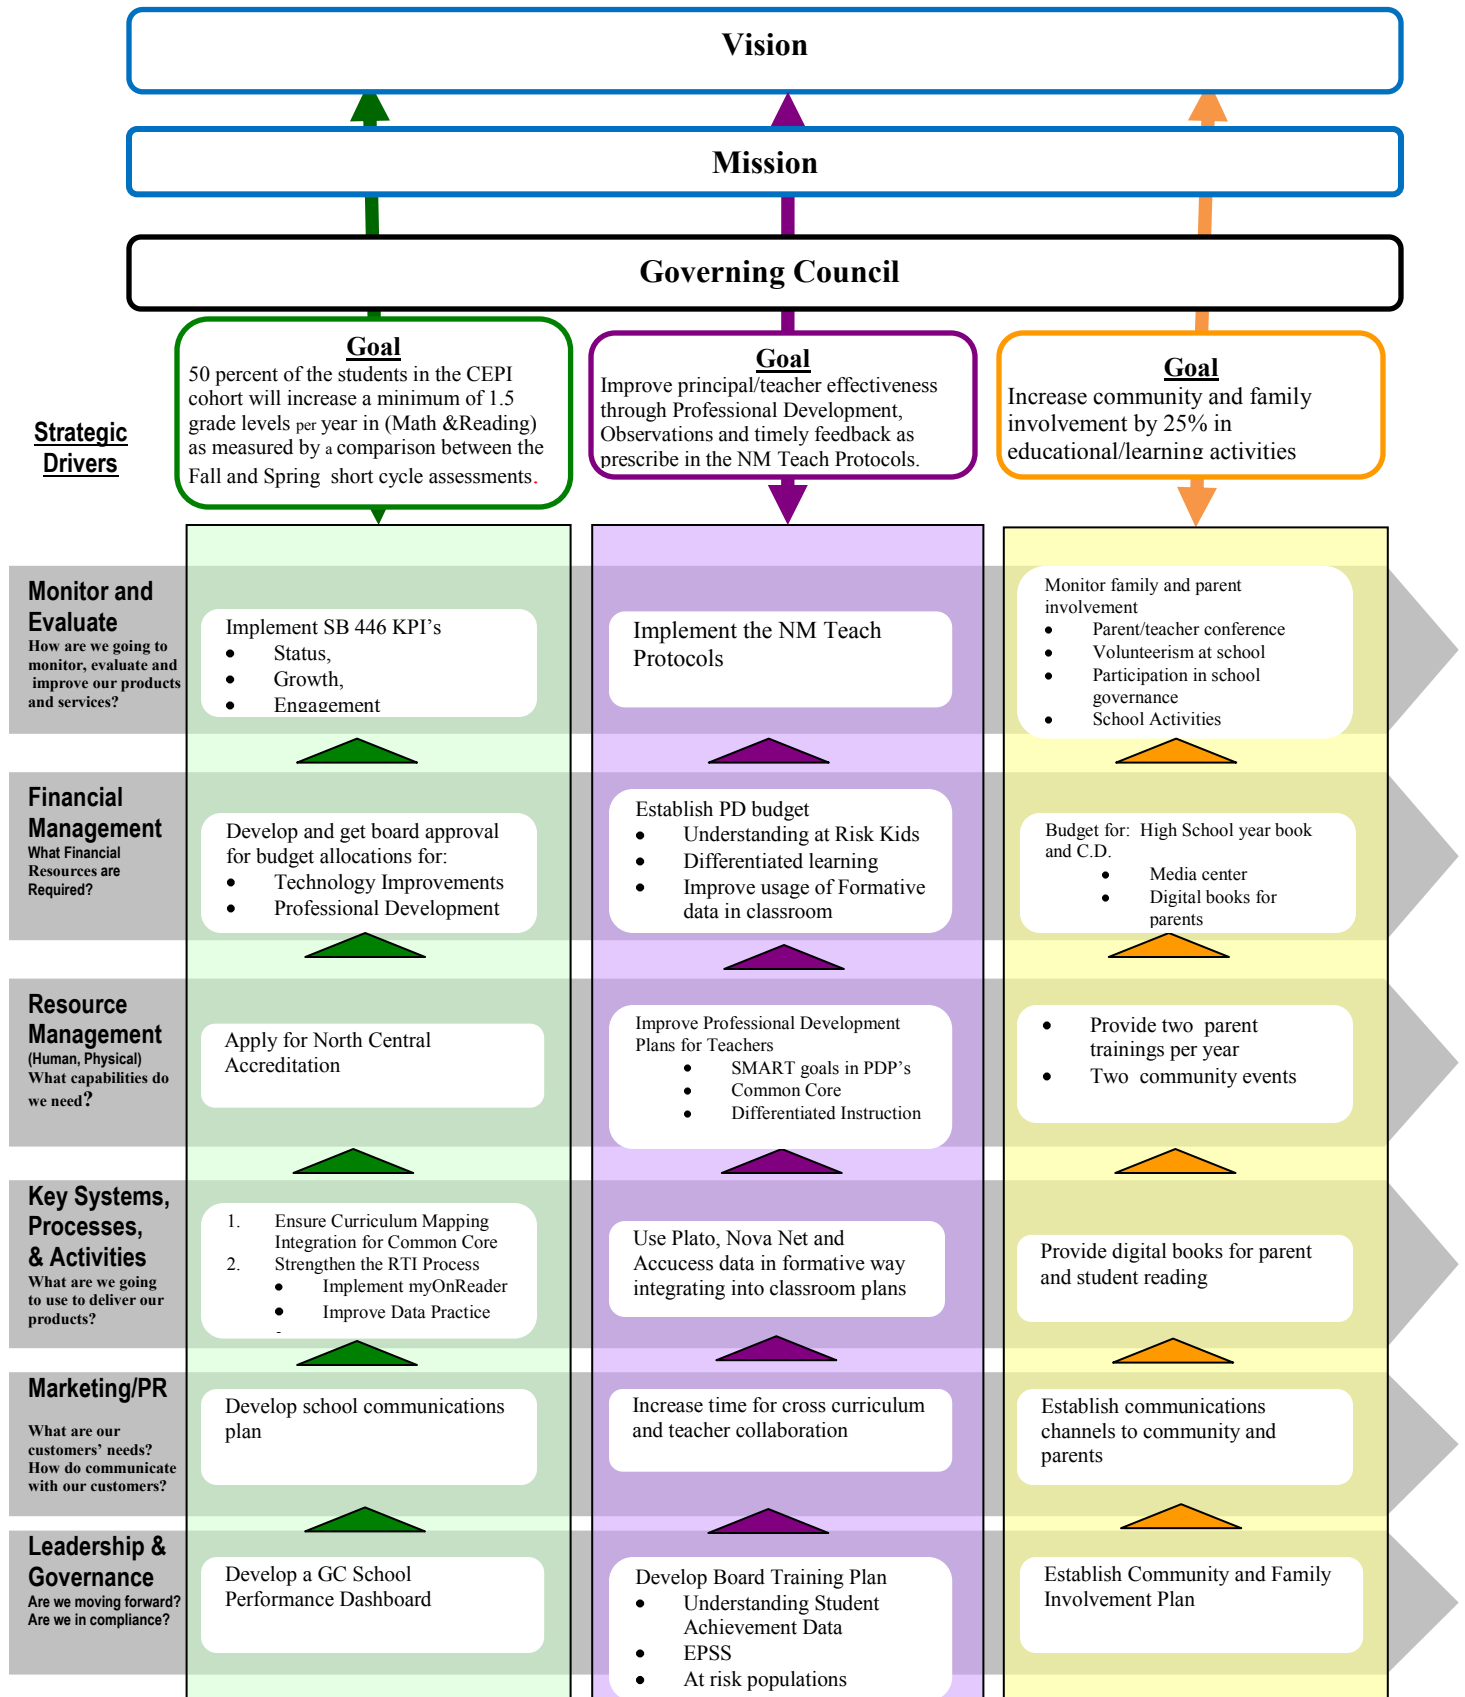 Vision
Mission
Governing Council
Strategic
Drivers
Goal
50 percent of the students in the CEPI
cohort will increase a minimum of 1.5
grade levels per year in (Math &Reading)
as measured by a comparison between the
Fall and Spring short cycle assessments.
Goal
Improve principal/teacher effectiveness
through Professional Development,
Observations and timely feedback as
prescribe in the NM Teach Protocols.
Goal
Increase community and family
involvement by 25% in
educational/learning activities
Monitor and
Evaluate
How are we going to
monitor, evaluate and
improve our products
and services?
Implement SB 446 KPI's
• Status,
• Growth,
• Engagement
Implement the NM Teach
Protocols
Monitor family and parent
involvement
• Parent/teacher conference
• Volunteerism at school
• Participation in school
governance
• School Activities
Financial
Management
What Financial
Resources are
Required?
Develop and get board approval
for budget allocations for:
• Technology Improvements
• Professional Development
Establish PD budget
• Understanding at Risk Kids
• Differentiated learning
• Improve usage of Formative
data in classroom
Budget for: High School year book
and C.D.
• Media center
• Digital books for
parents
Resource
Management
(Human, Physical)
What capabilities do
we need?
Apply for North Central
Accreditation
Improve Professional Development
Plans for Teachers
• SMART goals in PDP's
• Common Core
• Differentiated Instruction
• Provide two parent
trainings per year
• Two community events
Key Systems,
Processes,
& Activities
What are we going
to use to deliver our
products?
1. Ensure Curriculum Mapping
Integration for Common Core
2. Strengthen the RTI Process
• Implement myOnReader
• Improve Data Practice
Use Plato, Nova Net and
Accucess data in formative way
integrating into classroom plans
Provide digital books for parent
and student reading
Marketing/PR
What are our
customers' needs?
How do communicate
with our customers?
Develop school communications
plan
Increase time for cross curriculum
and teacher collaboration
Establish communications
channels to community and
parents
Leadership &
Governance
Are we moving forward?
Are we in compliance?
Develop a GC School
Performance Dashboard
Develop Board Training Plan
• Understanding Student
Achievement Data
• EPSS
• At risk populations
Establish Community and Family
Involvement Plan